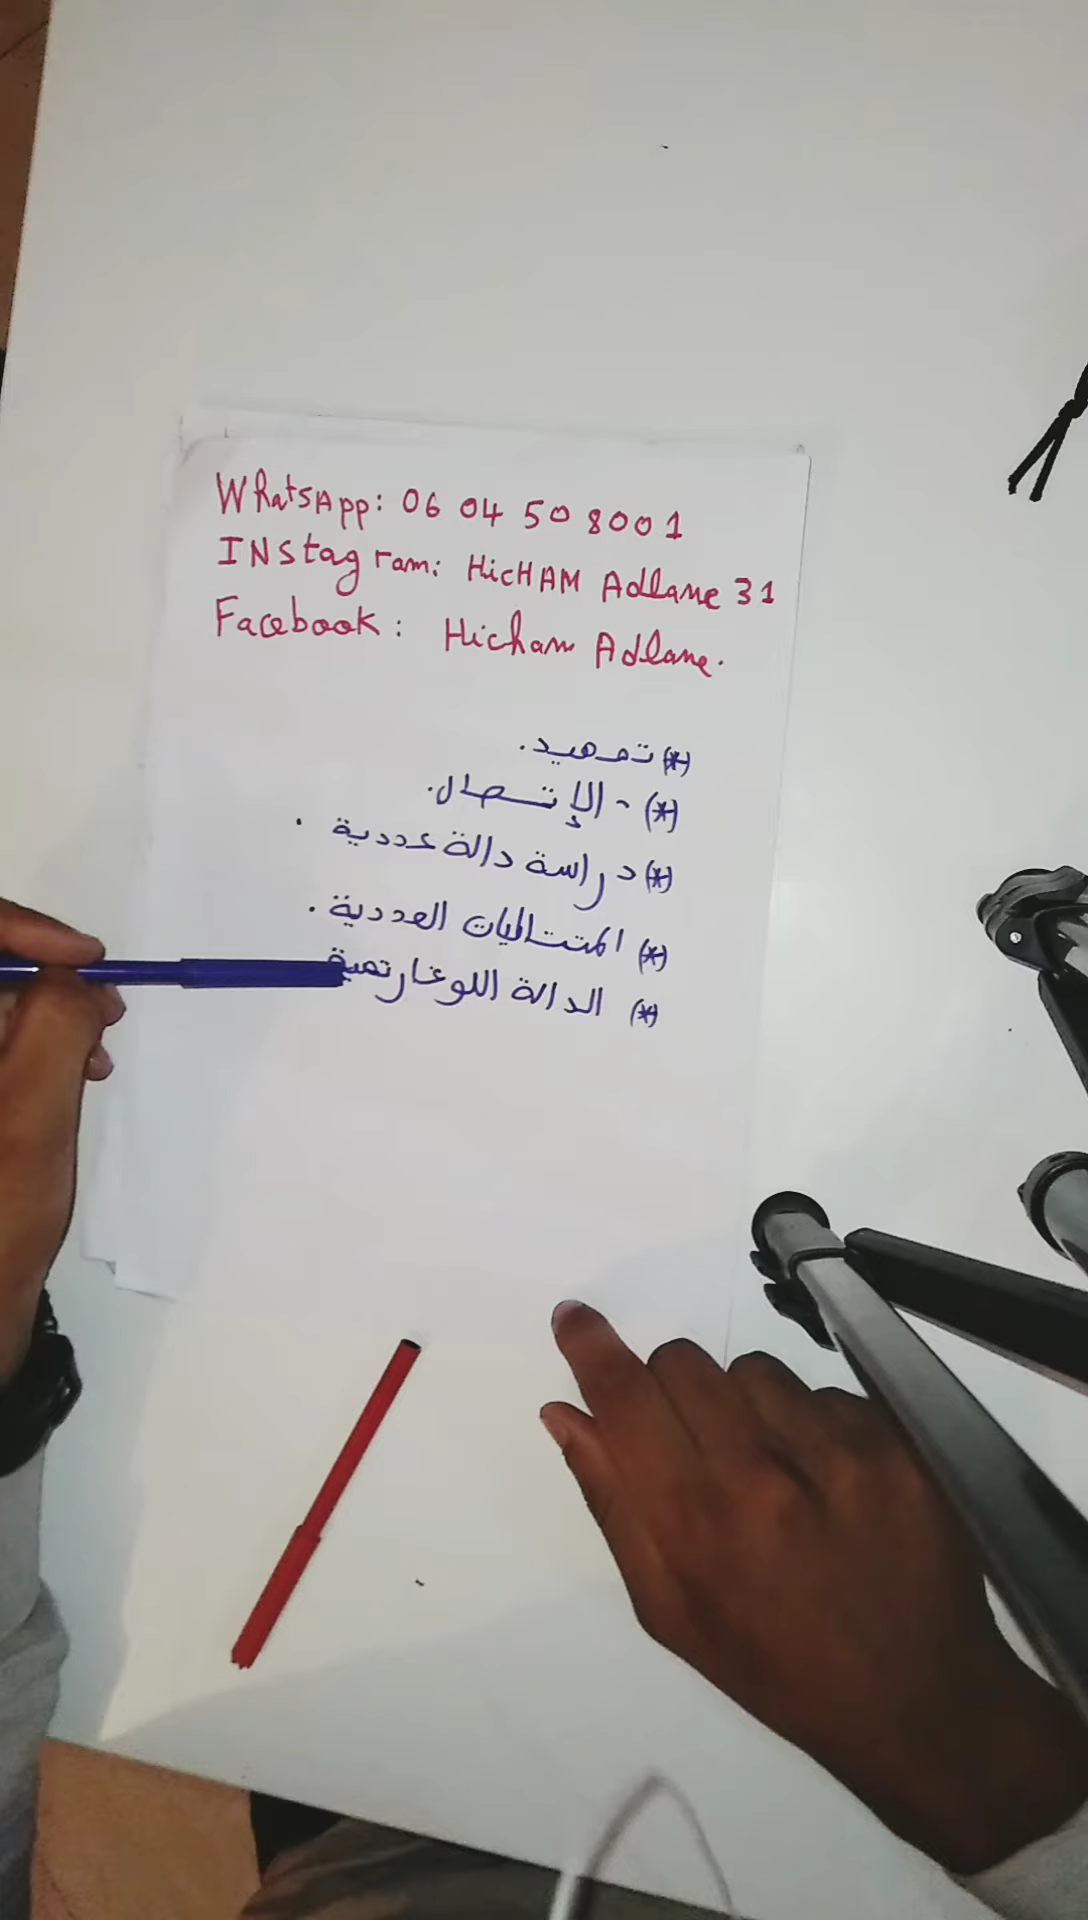 WhatsApp: 06 04 50 8001
INStagram: HicHAM Adlane 31
Facebook: Hicham Adlane.
(*) تمهيد.
(*) - الإتصال.
(*) دراسة دالة عددية.
(*) المتتاليات العددية.
(*) الدالة اللوغارتمية